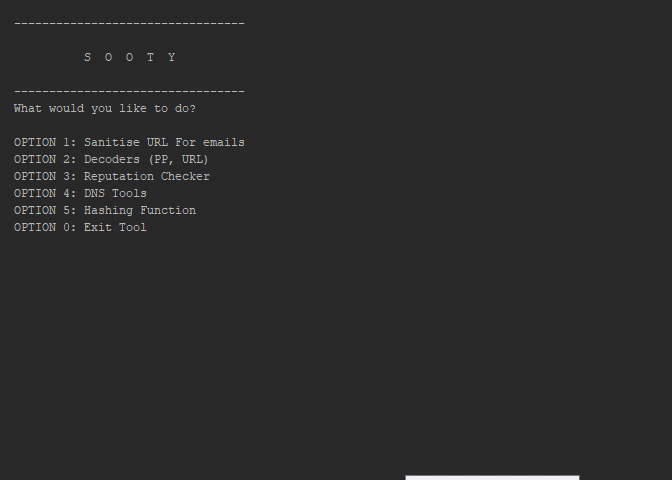 ---------------------------------
S O O T Y
---------------------------------
What would you like to do?
OPTION 1: Sanitise URL For emails
OPTION 2: Decoders (PP, URL)
OPTION 3: Reputation Checker
OPTION 4: DNS Tools
OPTION 5: Hashing Function
OPTION 0: Exit Tool